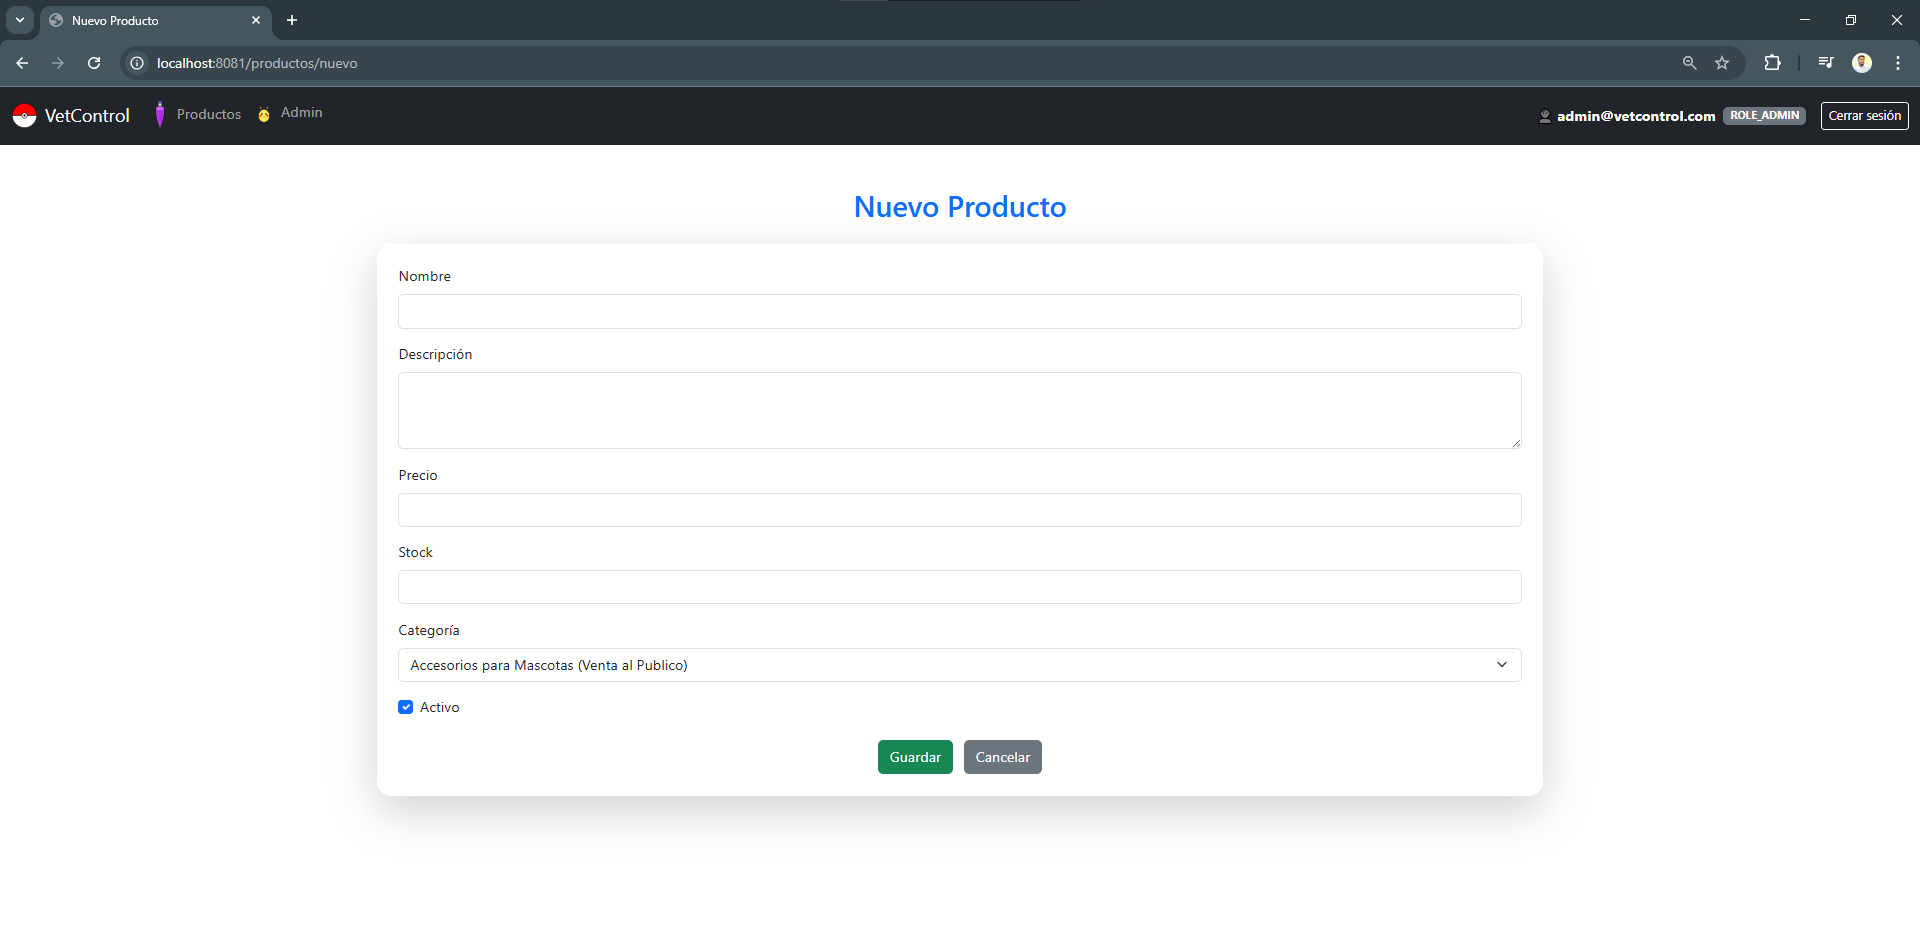 Nuevo Producto
localhost:8081/productos/nuevo
VetControl Productos Admin admin@vetcontrol.com ROLE_ADMIN Cerrar sesión
Nuevo Producto
Nombre
Descripción
Precio
Stock
Categoría
Accesorios para Mascotas (Venta al Publico)
Activo
Guardar Cancelar